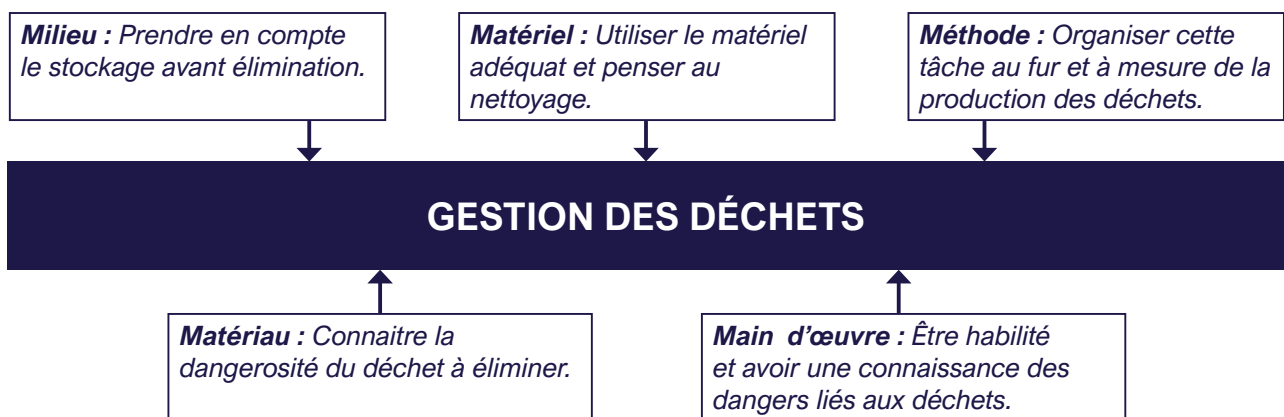 Milieu : Prendre en compte
le stockage avant élimination.
Matériel : Utiliser le matériel
adéquat et penser au
nettoyage.
Méthode : Organiser cette
tâche au fur et à mesure de la
production des déchets.
GESTION DES DÉCHETS
Matériau : Connaitre la
dangerosité du déchet à éliminer.
Main d’œuvre : Être habilité
et avoir une connaissance des
dangers liés aux déchets.